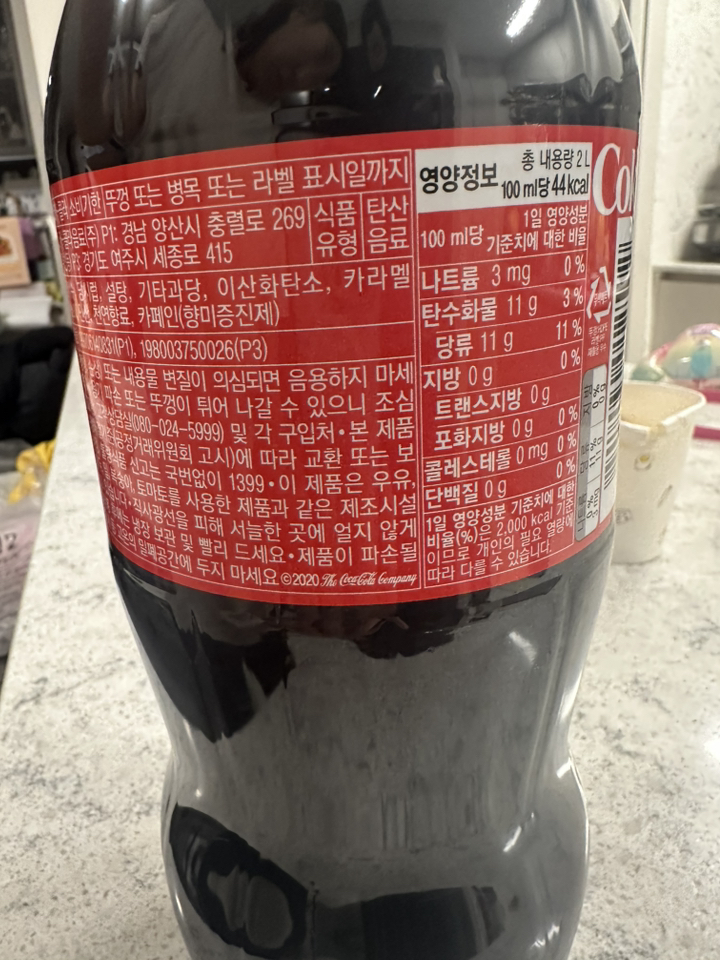 소비기한 뚜껑 또는 병목 또는 라벨 표시일까지
P1: 경남 양산시 충렬로 269
경기도 여주시 세종로 415
식품
유형
탄산
음료
설탕, 기타과당, 이산화탄소, 카라멜
천연향료, 카페인(향미증진제)
(P1), 198003750026(P3)
또는 내용물 변질이 의심되면 음용하지 마세
파손 또는 뚜껑이 튀어 나갈 수 있으니 조심
(080-024-5999) 및 각 구입처·본 제품
고시)에 따라 교환 또는 보
신고는 국번없이 1399·이 제품은 우유,
토마토를 사용한 제품과 같은 제조시설
직사광선을 피해 서늘한 곳에 얼지 않게
냉장 보관 및 빨리 드세요·제품이 파손될
밀폐공간에 두지 마세요 ©2020 The Coca-Cola Company
영양정보
총 내용량 2 L
100 ml당 44 kcal
100 ml당
1일 영양성분
기준치에 대한 비율
나트륨 3 mg 0 %
탄수화물 11 g 3 %
당류 11 g 11 %
지방 0 g 0 %
트랜스지방 0 g
포화지방 0 g 0 %
콜레스테롤 0 mg 0 %
단백질 0 g 0 %
1일 영양성분 기준치에 대한
비율(%)은 2,000 kcal 기준
이므로 개인의 필요 열량에
따라 다를 수 있습니다.
Co